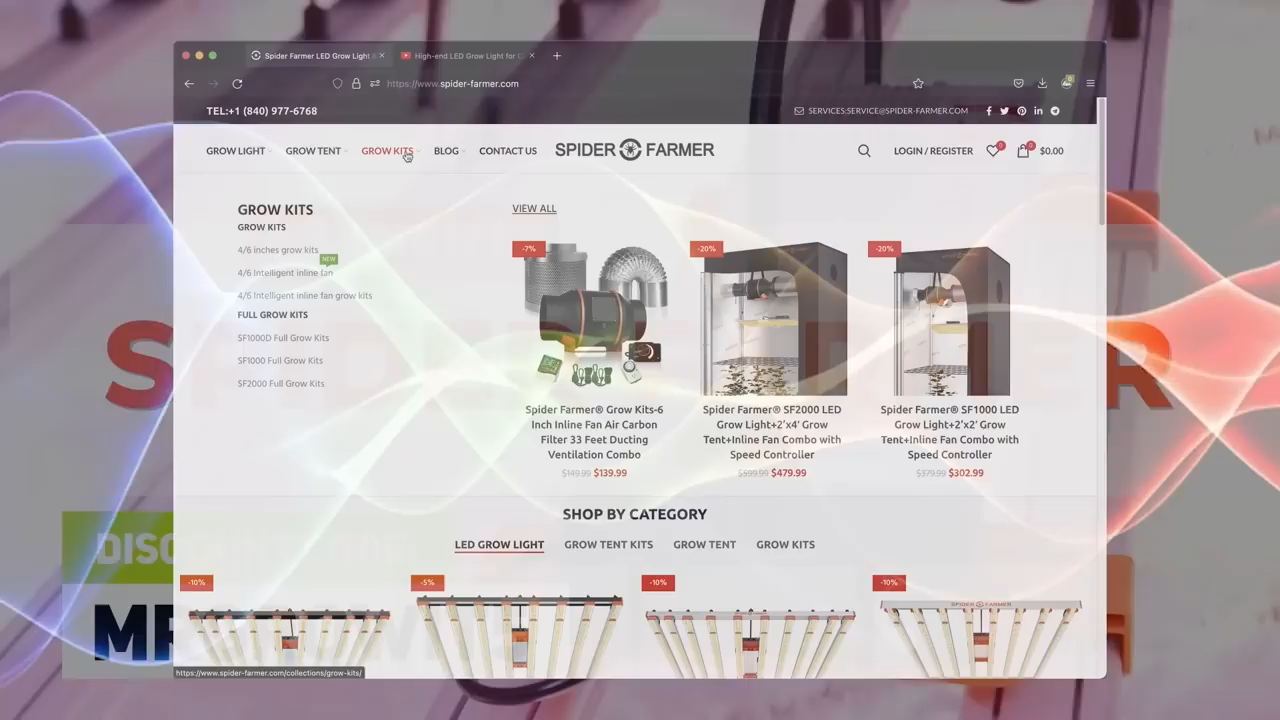 Spider Farmer LED Grow Light &
High-end LED Grow Light for C
https://www.spider-farmer.com
TEL:+1 (840) 977-6768
SERVICES:SERVICE@SPIDER-FARMER.COM
GROW LIGHT
GROW TENT
GROW KITS
BLOG
CONTACT US
SPIDER FARMER
LOGIN / REGISTER
0
0
$0.00
GROW KITS
GROW KITS
4/6 inches grow kits
NEW
4/6 Intelligent inline fan
4/6 Intelligent inline fan grow kits
FULL GROW KITS
SF1000D Full Grow Kits
SF1000 Full Grow Kits
SF2000 Full Grow Kits
VIEW ALL
-7%
-20%
-20%
Spider Farmer® Grow Kits-6
Inch Inline Fan Air Carbon
Filter 33 Feet Ducting
Ventilation Combo
$149.99 $139.99
Spider Farmer® SF2000 LED
Grow Light+2'x4' Grow
Tent+Inline Fan Combo with
Speed Controller
$599.99 $479.99
Spider Farmer® SF1000 LED
Grow Light+2'x2' Grow
Tent+Inline Fan Combo with
Speed Controller
$379.99 $302.99
SHOP BY CATEGORY
LED GROW LIGHT
GROW TENT KITS
GROW TENT
GROW KITS
-10%
-5%
-10%
-10%
SPIDER FARMER
https://www.spider-farmer.com/collections/grow-kits/